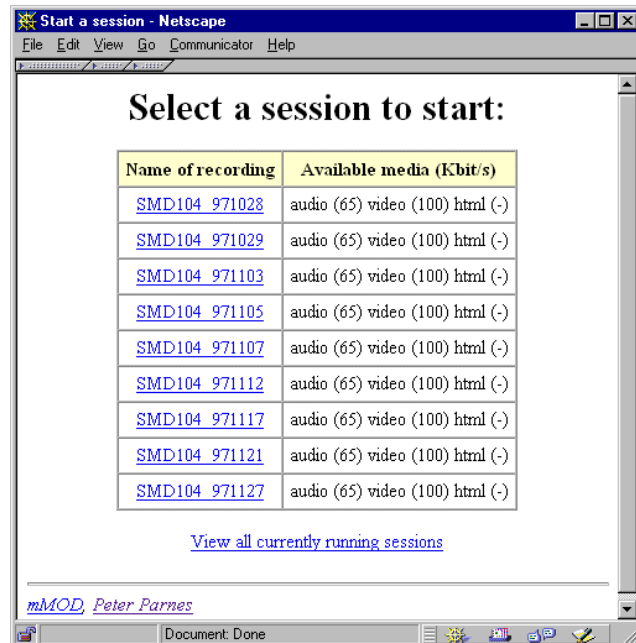 Start a session - Netscape
File Edit View Go Communicator Help
Select a session to start:
Name of recording Available media (Kbit/s)
SMD104 971028 audio (65) video (100) html (-)
SMD104 971029 audio (65) video (100) html (-)
SMD104 971103 audio (65) video (100) html (-)
SMD104 971105 audio (65) video (100) html (-)
SMD104 971107 audio (65) video (100) html (-)
SMD104 971112 audio (65) video (100) html (-)
SMD104 971117 audio (65) video (100) html (-)
SMD104 971121 audio (65) video (100) html (-)
SMD104 971127 audio (65) video (100) html (-)
View all currently running sessions
mMOD, Peter Parnes
Document: Done